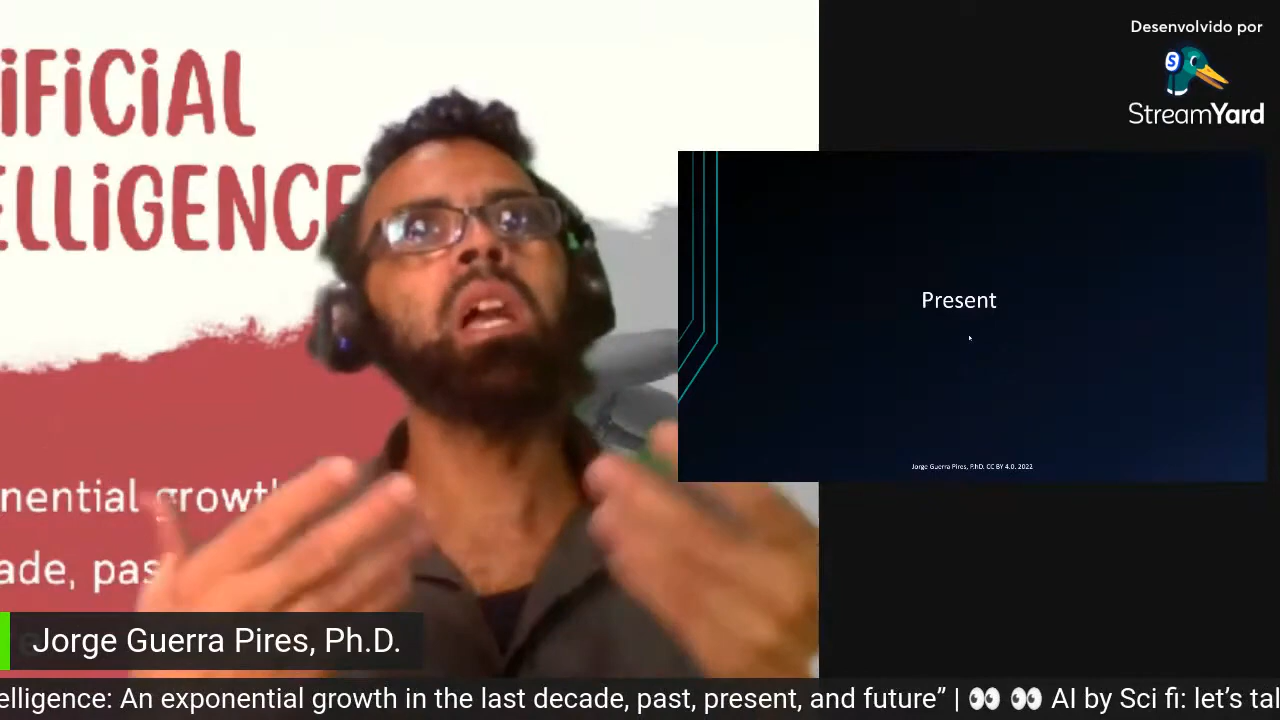 iFiCiAL
ELLiGENCE
nential growth
ade, pas
Jorge Guerra Pires, Ph.D.
elligence: An exponential growth in the last decade, past, present, and future” | 👀 👀 AI by Sci fi: let’s tal
Desenvolvido por
S
StreamYard
Present
Jorge Guerra Pires, P.hD. CC BY 4.0. 2022